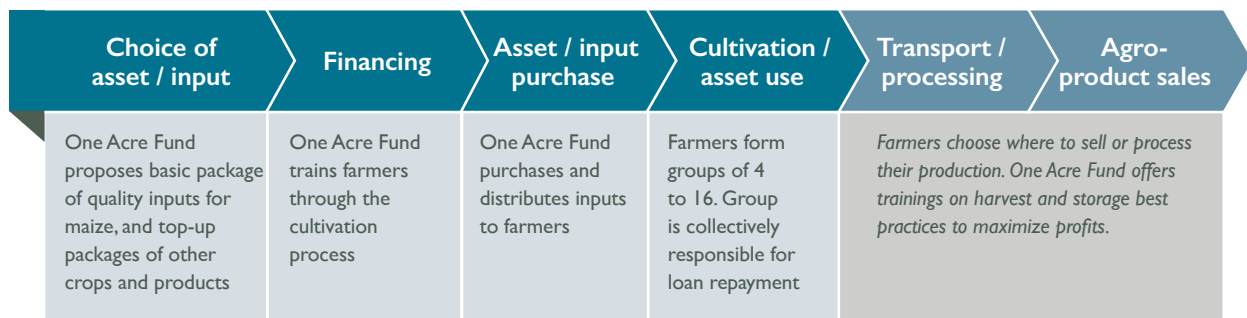 Choice of
asset / input
Financing
Asset / input
purchase
Cultivation /
asset use
Transport /
processing
Agro-
product sales
One Acre Fund
proposes basic package
of quality inputs for
maize, and top-up
packages of other
crops and products
One Acre Fund
trains farmers
through the
cultivation
process
One Acre Fund
purchases and
distributes inputs
to farmers
Farmers form
groups of 4
to 16. Group
is collectively
responsible for
loan repayment
Farmers choose where to sell or process
their production. One Acre Fund offers
trainings on harvest and storage best
practices to maximize profits.